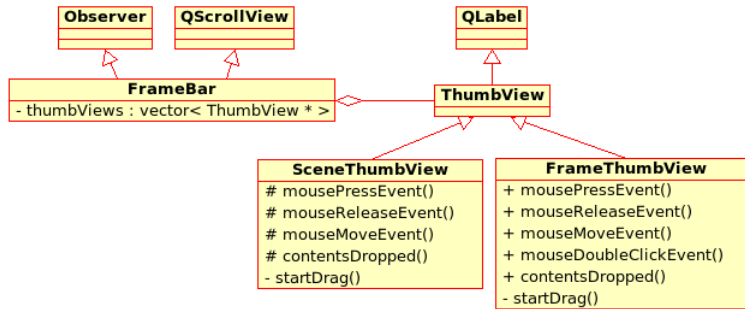 Observer
QScrollView
QLabel
FrameBar
- thumbViews : vector< ThumbView * >
ThumbView
SceneThumbView
# mousePressEvent()
# mouseReleaseEvent()
# mouseMoveEvent()
# contentsDropped()
- startDrag()
FrameThumbView
+ mousePressEvent()
+ mouseReleaseEvent()
+ mouseMoveEvent()
+ mouseDoubleClickEvent()
+ contentsDropped()
- startDrag()